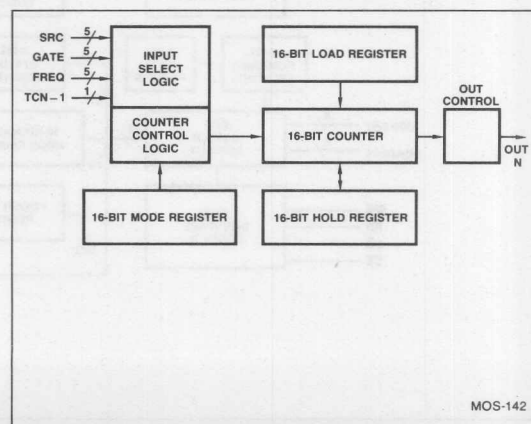 SRC 5
GATE 5
FREQ 5
TCN-1 1
INPUT
SELECT
LOGIC
COUNTER
CONTROL
LOGIC
16-BIT LOAD REGISTER
16-BIT COUNTER
OUT
CONTROL
OUT
N
16-BIT MODE REGISTER
16-BIT HOLD REGISTER
MOS-142